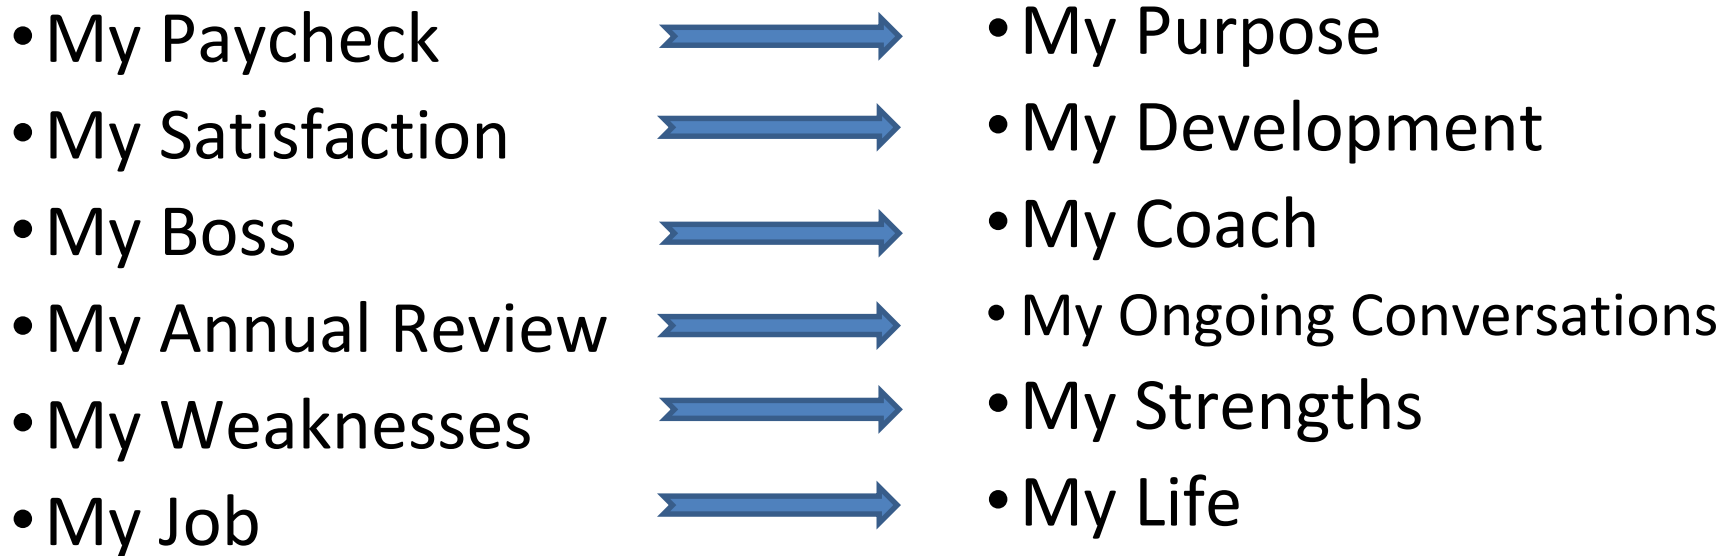 • My Paycheck
• My Satisfaction
• My Boss
• My Annual Review
• My Weaknesses
• My Job
• My Purpose
• My Development
• My Coach
• My Ongoing Conversations
• My Strengths
• My Life